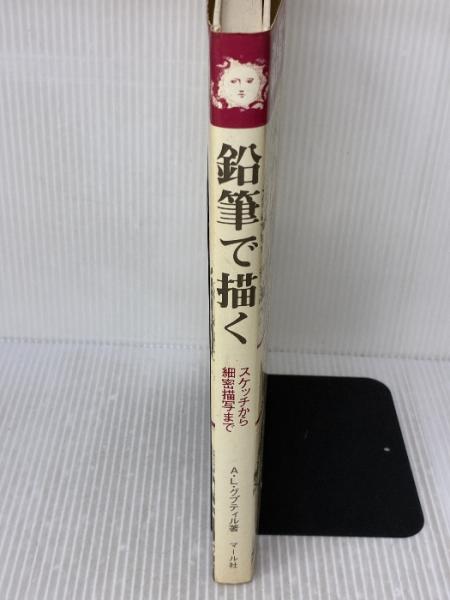 鉛筆で描く
スケッチから
細密描写まで
A・L・グプティル著
マール社